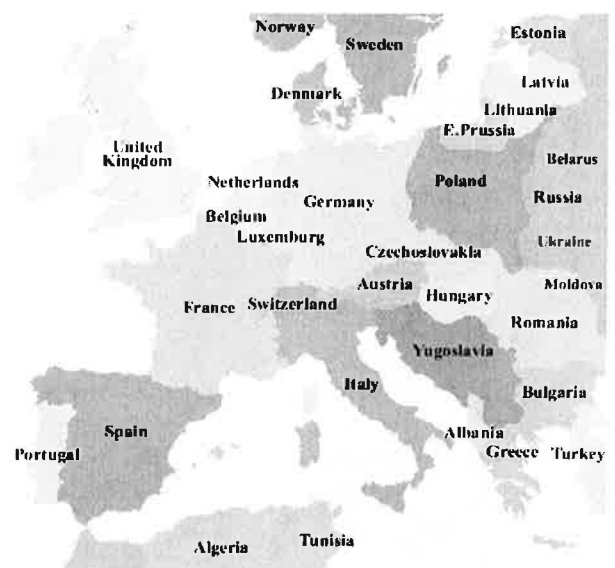 Norway
Sweden
Estonia
Latvia
Denmark
Lithuania
E.Prussia
United
Kingdom
Belarus
Netherlands
Poland
Germany
Russia
Belgium
Luxemburg
Ukraine
Czechoslovakia
Austria
Moldova
Hungary
France
Switzerland
Romania
Yugoslavia
Italy
Bulgaria
Spain
Albania
Portugal
Greece
Turkey
Tunisia
Algeria